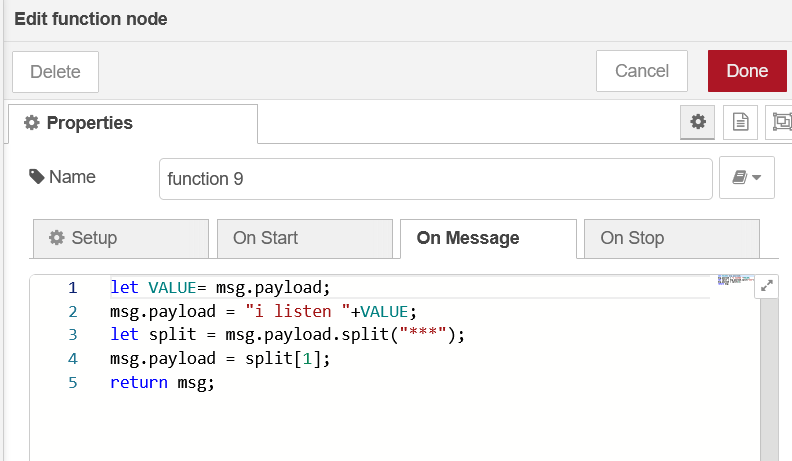 Edit function node
Delete
Cancel
Done
Properties
Name
function 9
Setup
On Start
On Message
On Stop
1 let VALUE= msg.payload;
2 msg.payload = "i listen "+VALUE;
3 let split = msg.payload.split("***");
4 msg.payload = split[1];
5 return msg;